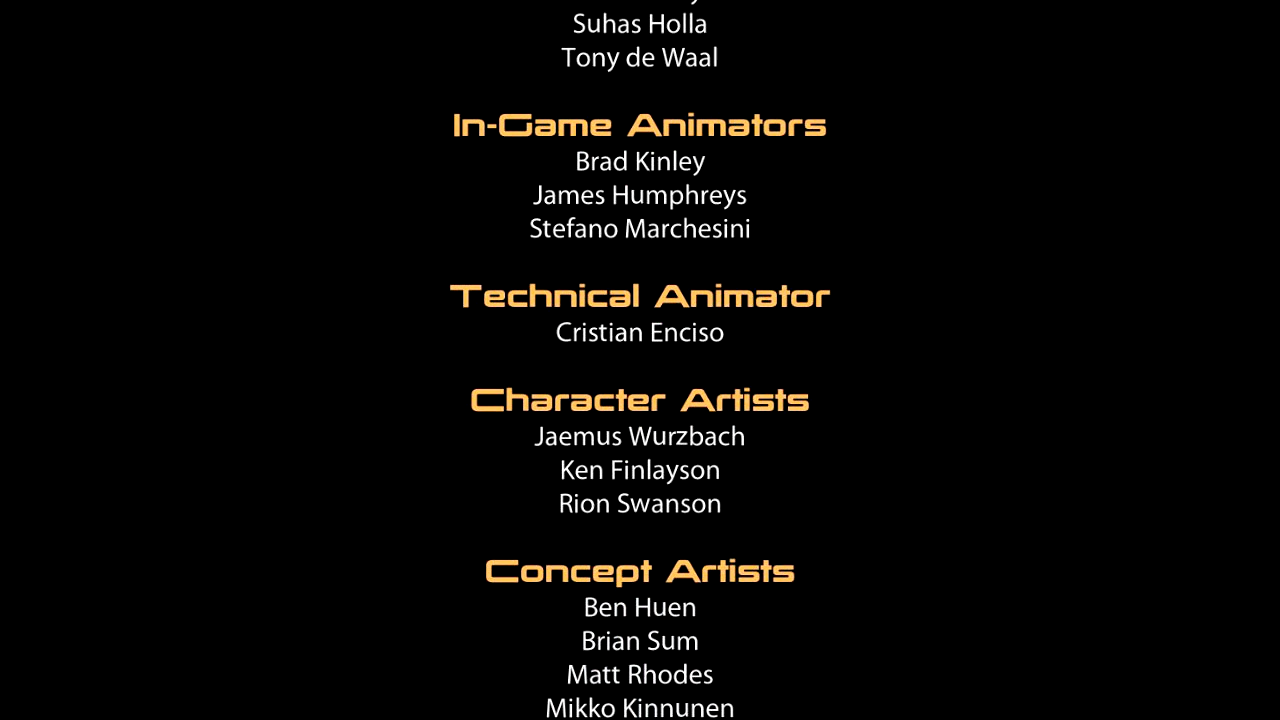 Suhas Holla
Tony de Waal
In-Game Animators
Brad Kinley
James Humphreys
Stefano Marchesini
Technical Animator
Cristian Enciso
Character Artists
Jaemus Wurzbach
Ken Finlayson
Rion Swanson
Concept Artists
Ben Huen
Brian Sum
Matt Rhodes
Mikko Kinnunen